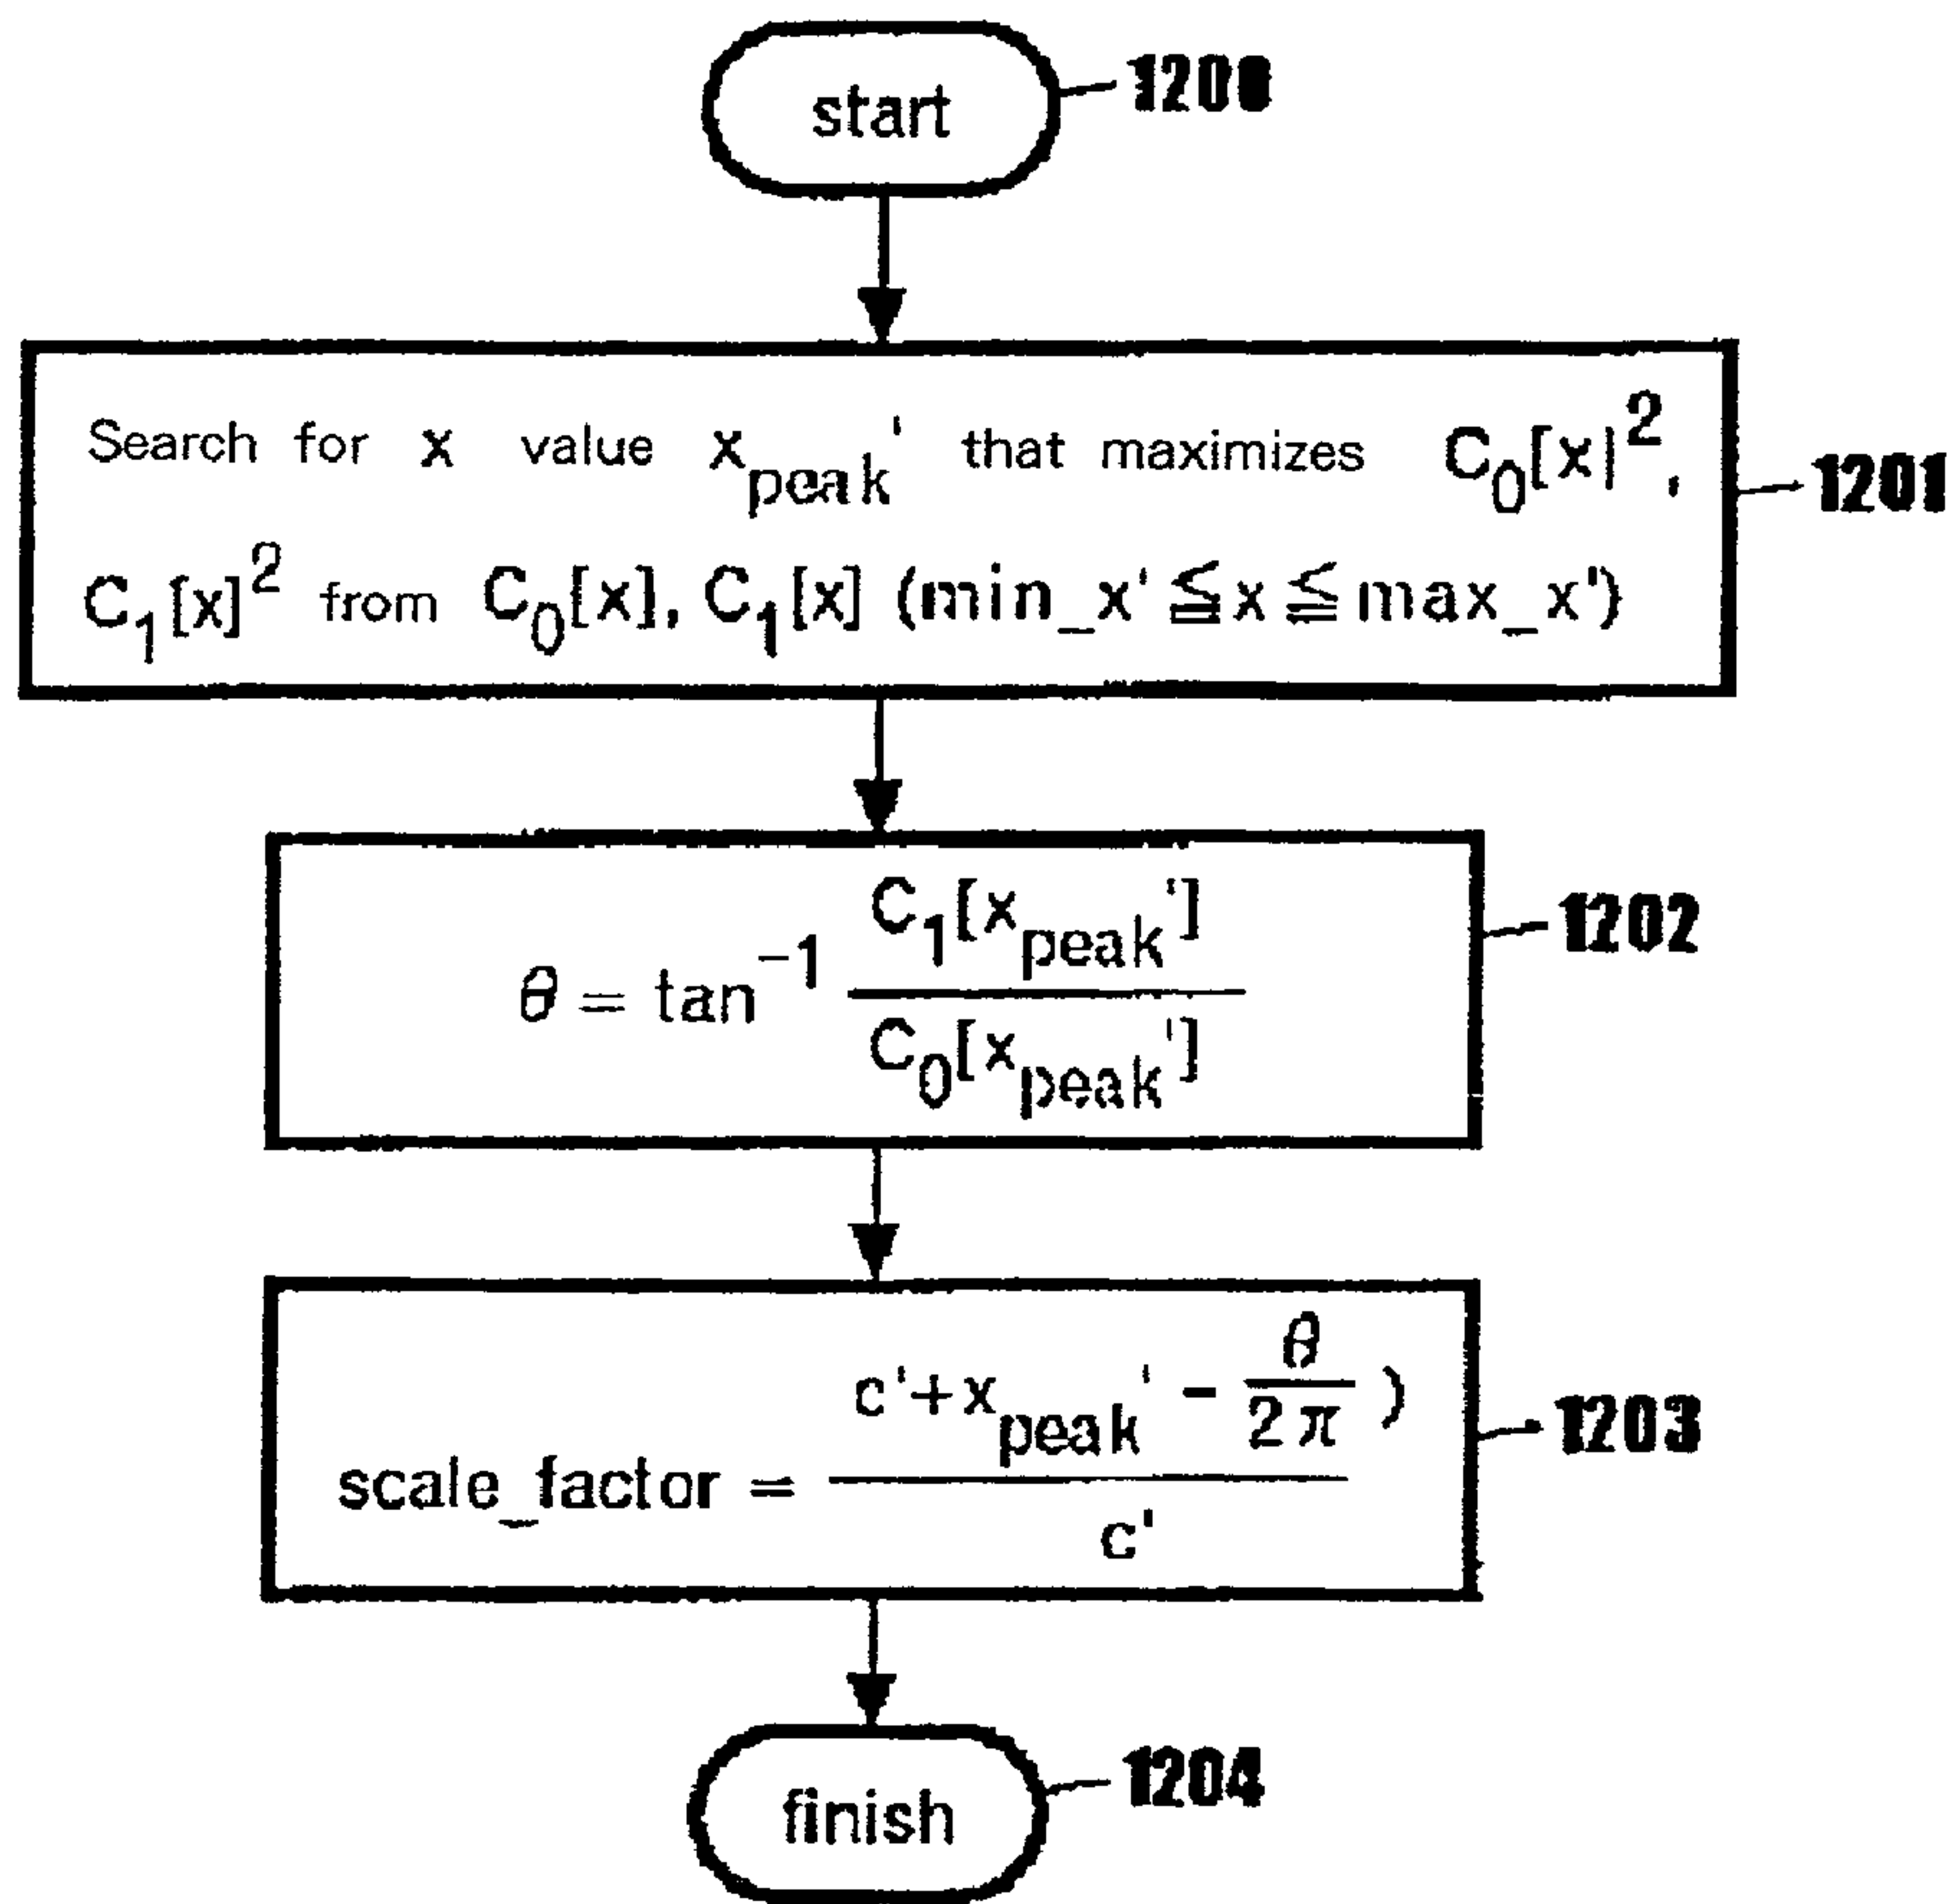 start
1200
Search for x value x_peak' that maximizes C_0[x]^2,
C_1[x]^2 from C_0[x], C_1[x] (min_x' ≦ x ≦ max_x')
1201
θ = tan^-1 C_1[x_peak'] / C_0[x_peak']
1202
scale_factor = c'+x_peak' - θ/2π ) / c'
1203
finish
1204